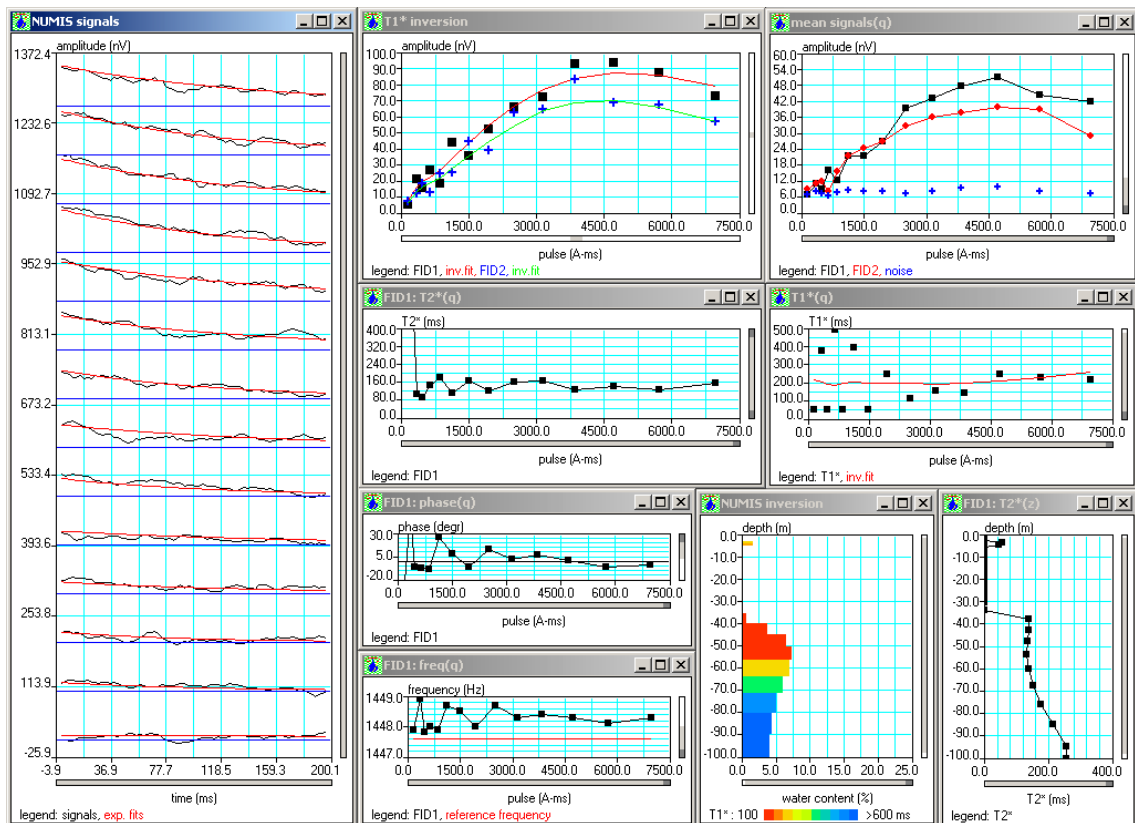 NUMIS signals
amplitude (nV)
1372.4
1232.6
1092.7
952.9
813.1
673.2
533.4
393.6
253.8
113.9
-25.9
-3.9 36.9 77.7 118.5 159.3 200.1
time (ms)
legend: signals, exp. fits
T1* inversion
amplitude (nV)
100.0
90.0
80.0
70.0
60.0
50.0
40.0
30.0
20.0
10.0
0.0
0.0 1500.0 3000.0 4500.0 6000.0 7500.0
pulse (A-ms)
legend: FID1, inv.fit, FID2, inv.fit
mean signals(q)
amplitude (nV)
60.0
54.0
48.0
42.0
36.0
30.0
24.0
18.0
12.0
6.0
0.0
0.0 1500.0 3000.0 4500.0 6000.0 7500.0
pulse (A-ms)
legend: FID1, FID2, noise
FID1: T2*(q)
T2* (ms)
400.0
320.0
240.0
160.0
80.0
0.0
0.0 1500.0 3000.0 4500.0 6000.0 7500.0
pulse (A-ms)
legend: FID1
T1*(q)
T1* (ms)
500.0
400.0
300.0
200.0
100.0
0.0
0.0 1500.0 3000.0 4500.0 6000.0 7500.0
pulse (A-ms)
legend: T1*, inv.fit
FID1: phase(q)
phase (degr)
30.0
5.0
-20.0
0.0 1500.0 3000.0 4500.0 6000.0 7500.0
pulse (A-ms)
legend: FID1
FID1: freq(q)
frequency (Hz)
1449.0
1448.0
1447.0
0.0 1500.0 3000.0 4500.0 6000.0 7500.0
pulse (A-ms)
legend: FID1, reference frequency
NUMIS inversion
depth (m)
0.0
-10.0
-20.0
-30.0
-40.0
-50.0
-60.0
-70.0
-80.0
-90.0
-100.0
0.0 5.0 10.0 15.0 20.0 25.0
water content (%)
T1* : 100 >600 ms
FID1: T2*(z)
depth (m)
0.0
-10.0
-20.0
-30.0
-40.0
-50.0
-60.0
-70.0
-80.0
-90.0
-100.0
0.0 200.0 400.0
T2* (ms)
legend: T2*